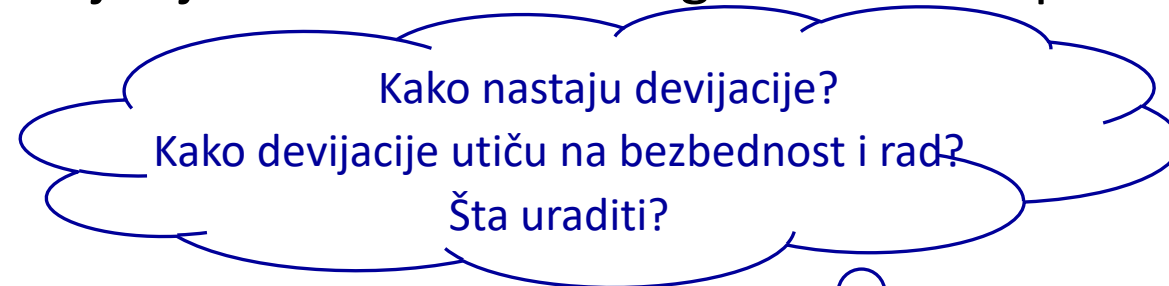 Kako nastaju devijacije?
Kako devijacije utiču na bezbednost i rad?
Šta uraditi?